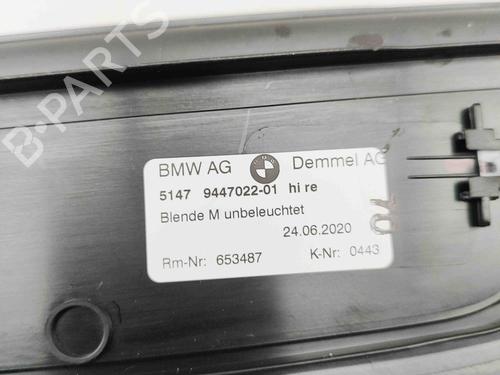 B-PARTS
BMW AG Demmel AG
5147 9447022-01 hi re
Blende M unbeleuchtet
24.06.2020
Rm-Nr: 653487 K-Nr: 0443